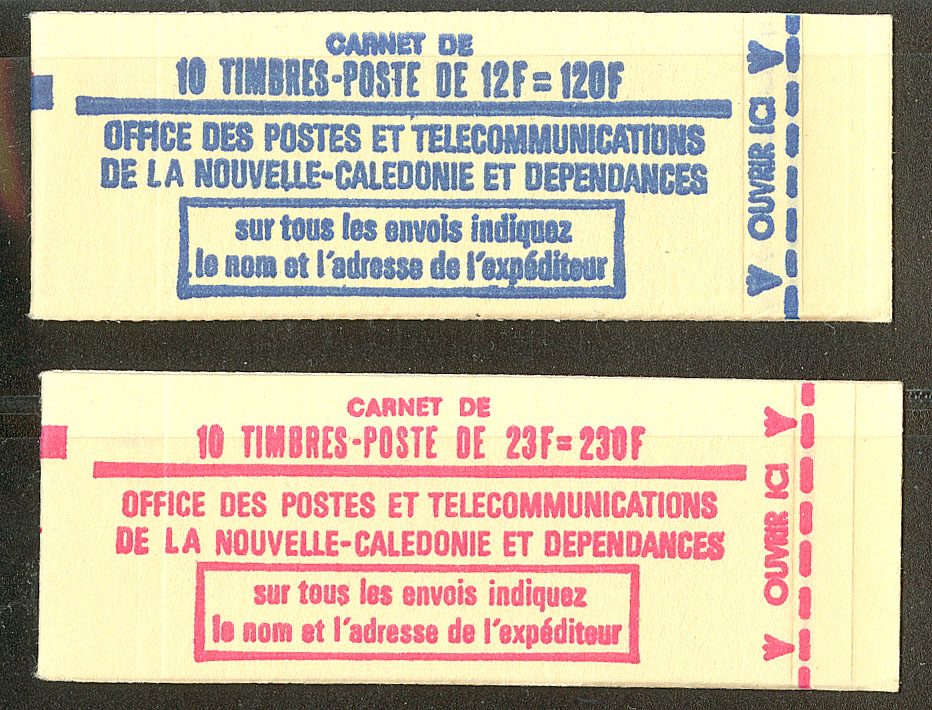 CARNET DE
10 TIMBRES-POSTE DE 12F = 120F
OFFICE DES POSTES ET TELECOMMUNICATIONS
DE LA NOUVELLE-CALEDONIE ET DEPENDANCES
sur tous les envois indiquez
le nom et l'adresse de l'expéditeur
OUVRIR ICI
CARNET DE
10 TIMBRES-POSTE DE 23F = 230F
OFFICE DES POSTES ET TELECOMMUNICATIONS
DE LA NOUVELLE-CALEDONIE ET DEPENDANCES
sur tous les envois indiquez
le nom et l'adresse de l'expéditeur
OUVRIR ICI